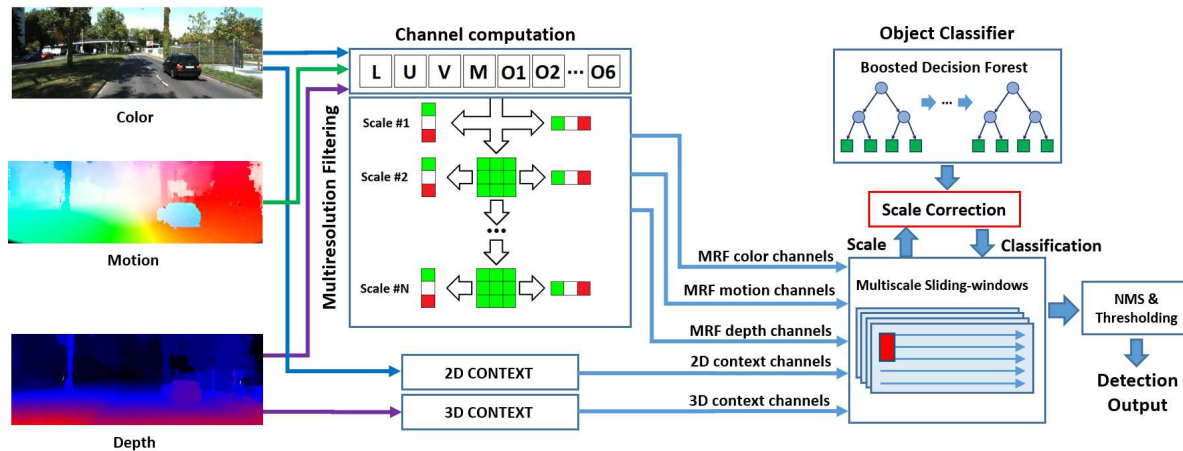 Color
Motion
Depth
Channel computation
L U V M O1 O2 ··· O6
Multiresolution Filtering
Scale #1
Scale #2
•••
Scale #N
2D CONTEXT
3D CONTEXT
MRF color channels
MRF motion channels
MRF depth channels
2D context channels
3D context channels
Object Classifier
Boosted Decision Forest
...
Scale Correction
Scale
Classification
Multiscale Sliding-windows
NMS &
Thresholding
Detection
Output